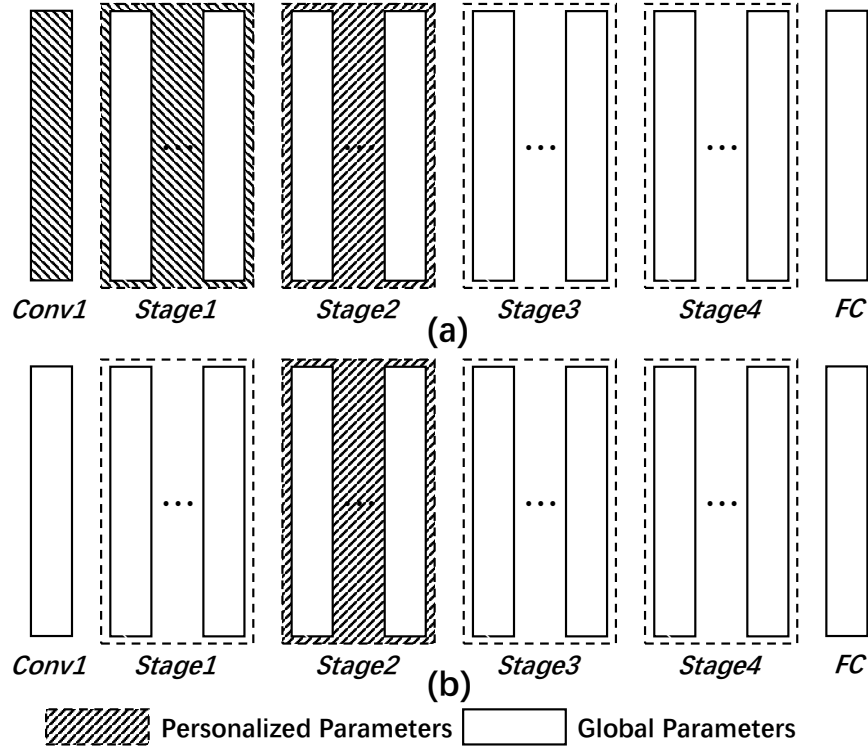 ... ... ... ...
Conv1 Stage1 Stage2 Stage3 Stage4 FC
(a)
... ... ... ...
Conv1 Stage1 Stage2 Stage3 Stage4 FC
(b)
Personalized Parameters Global Parameters